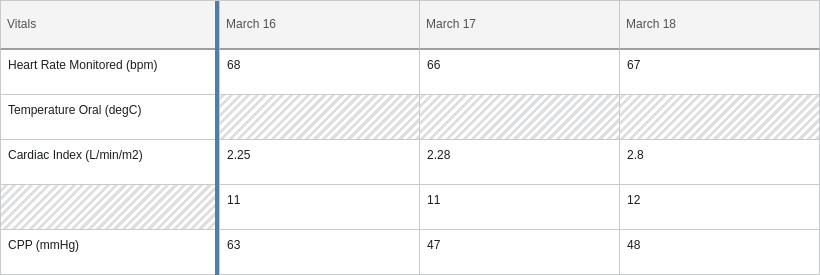 Vitals March 16 March 17 March 18
Heart Rate Monitored (bpm) 68 66 67
Temperature Oral (degC)
Cardiac Index (L/min/m2) 2.25 2.28 2.8
11 11 12
CPP (mmHg) 63 47 48